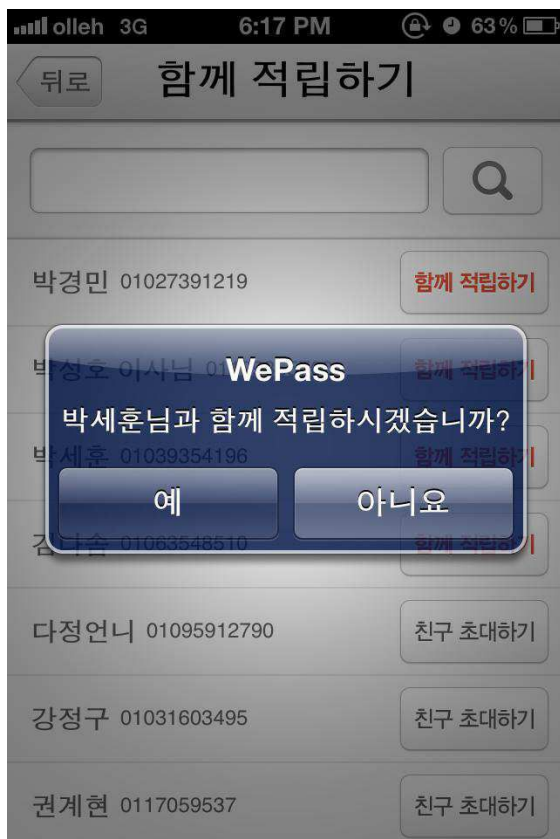 olleh 3G 6:17 PM 63%
뒤로 함께 적립하기
박경민 01027391219 함께 적립하기
박성호 이사님 함께 적립하기
WePass
박세훈님과 함께 적립하시겠습니까?
박세훈 01039354196 함께 적립하기
예 아니요
01063548510 함께 적립하기
다정언니 01095912790 친구 초대하기
강정구 01031603495 친구 초대하기
권계현 0117059537 친구 초대하기